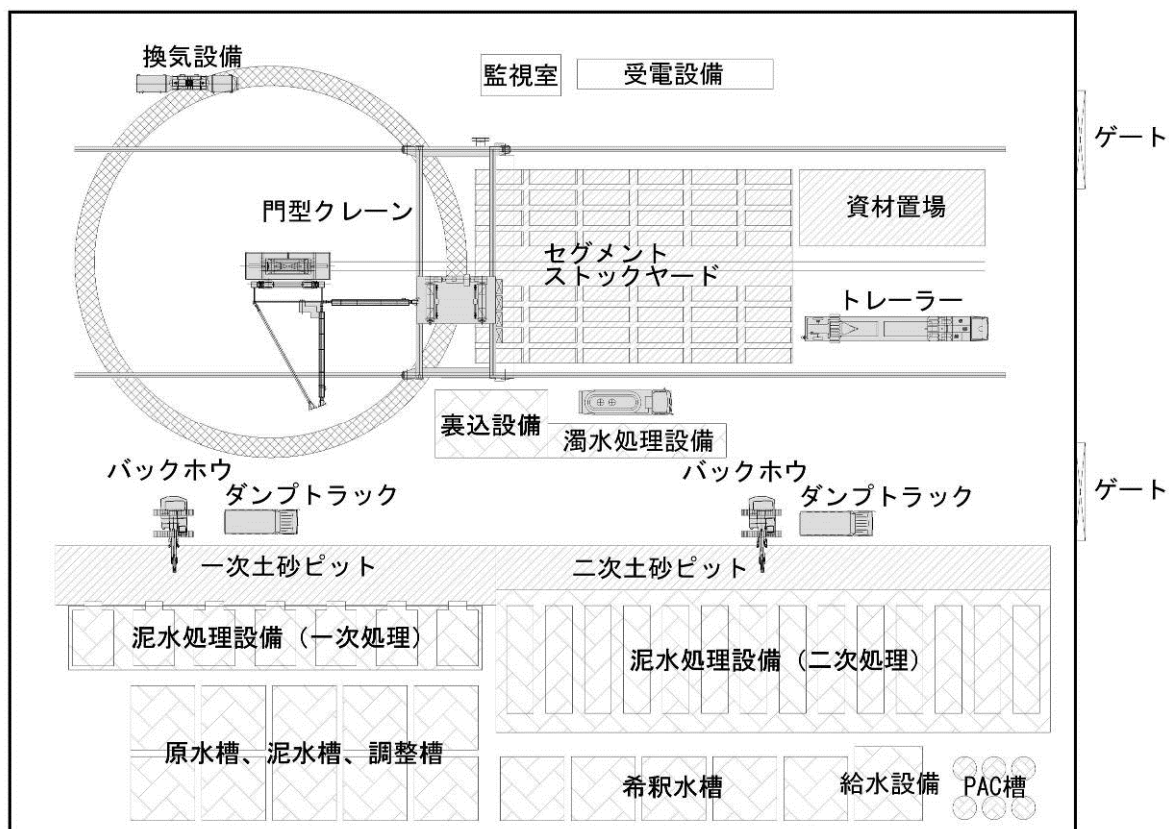 換気設備
監視室
受電設備
ゲート
門型クレーン
資材置場
セグメント
ストックヤード
トレーラー
裏込設備
濁水処理設備
バックホウ
ダンプトラック
バックホウ
ダンプトラック
ゲート
一次土砂ピット
二次土砂ピット
泥水処理設備（一次処理）
泥水処理設備（二次処理）
原水槽、泥水槽、調整槽
希釈水槽
給水設備
PAC槽